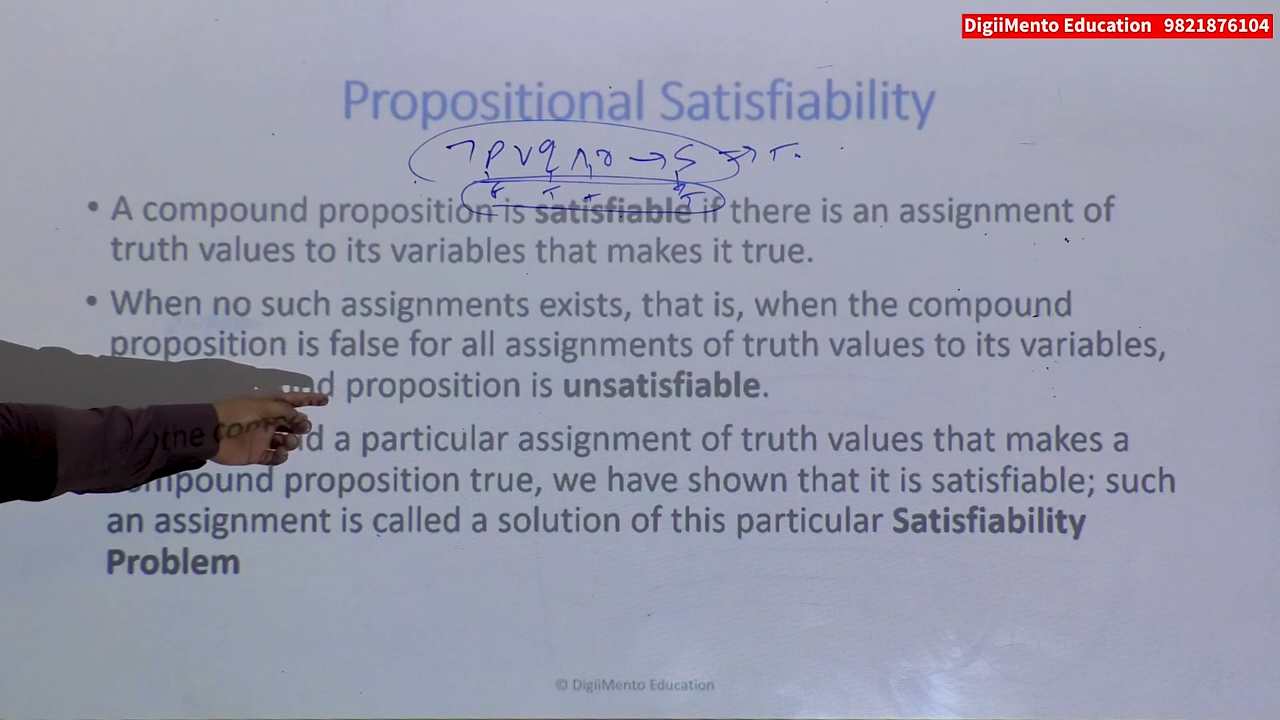 DigiiMento Education 9821876104
Propositional Satisfiability
¬ p ∨ q ∧ r → s → T.
F T T T
• A compound proposition is satisfiable if there is an assignment of
truth values to its variables that makes it true.
• When no such assignments exists, that is, when the compound
proposition is false for all assignments of truth values to its variables,
proposition is unsatisfiable.
the a particular assignment of truth values that makes a
compound proposition true, we have shown that it is satisfiable; such
an assignment is called a solution of this particular Satisfiability
Problem
© DigiiMento Education